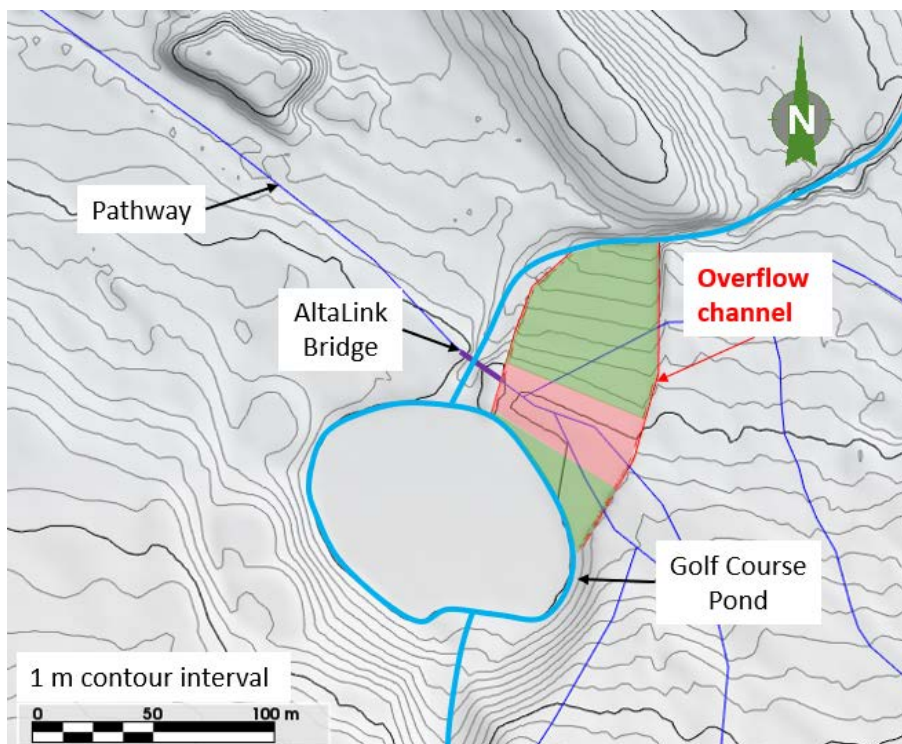 N
Pathway
Overflow
channel
AltaLink
Bridge
Golf Course
Pond
1 m contour interval
0 50 100 m